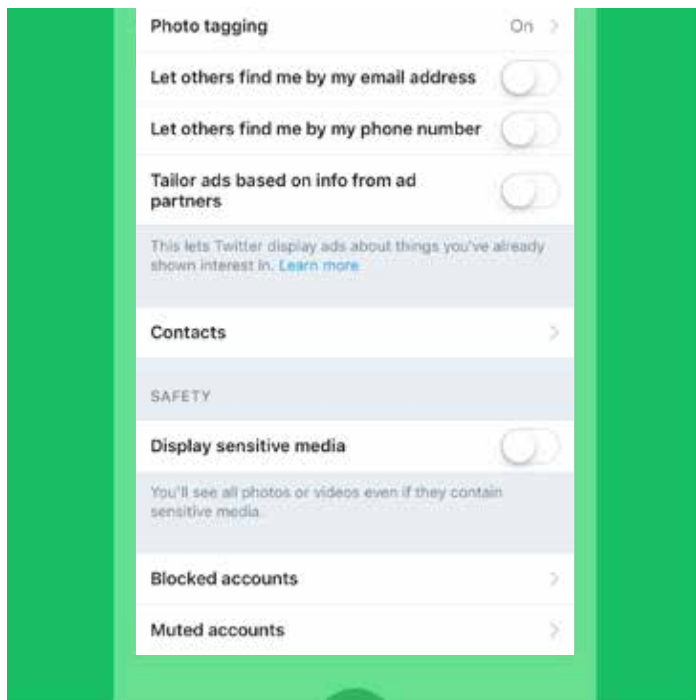 Photo tagging On
Let others find me by my email address
Let others find me by my phone number
Tailor ads based on info from ad
partners
This lets Twitter display ads about things you've already
shown interest in. Learn more
Contacts
SAFETY
Display sensitive media
You'll see all photos or videos even if they contain
sensitive media.
Blocked accounts
Muted accounts